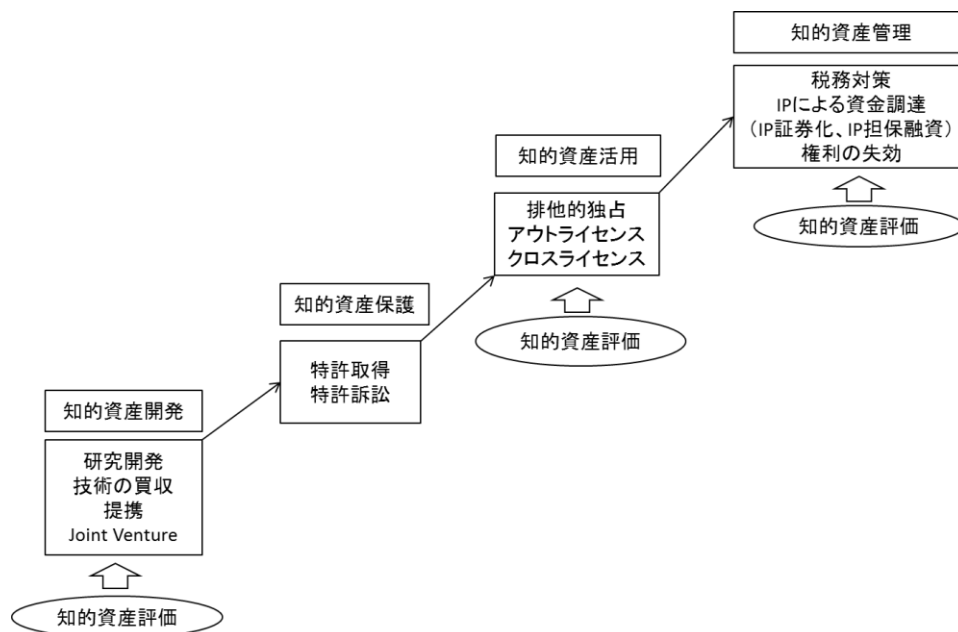 知的資産管理
税務対策
IPによる資金調達
（IP証券化、IP担保融資）
権利の失効
知的資産評価
知的資産活用
排他的独占
アウトライセンス
クロスライセンス
知的資産評価
知的資産保護
特許取得
特許訴訟
知的資産開発
研究開発
技術の買収
提携
Joint Venture
知的資産評価